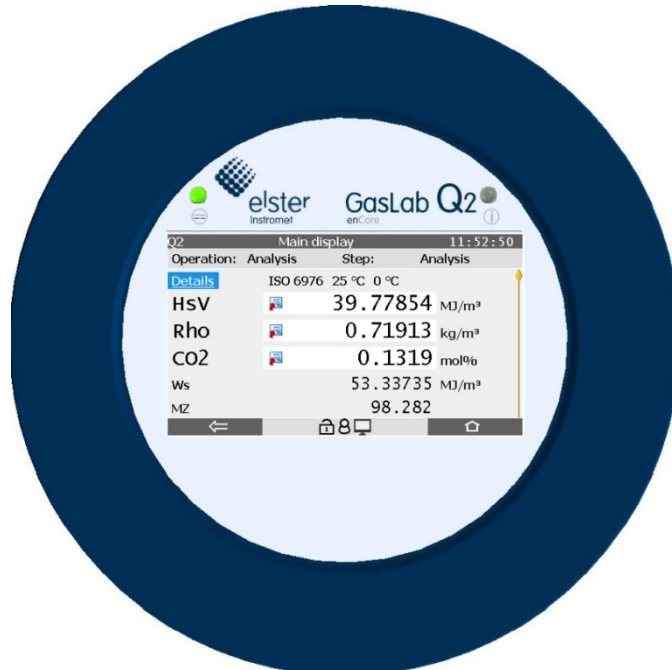 elster
Instromet
GasLab Q2
enCore
Q2 Main display 11:52:50
Operation: Analysis Step: Analysis
Details ISO 6976 25 °C 0 °C
HsV 39.77854 MJ/m³
Rho 0.71913 kg/m³
CO2 0.1319 mol%
Ws 53.33735 MJ/m³
MZ 98.282
8